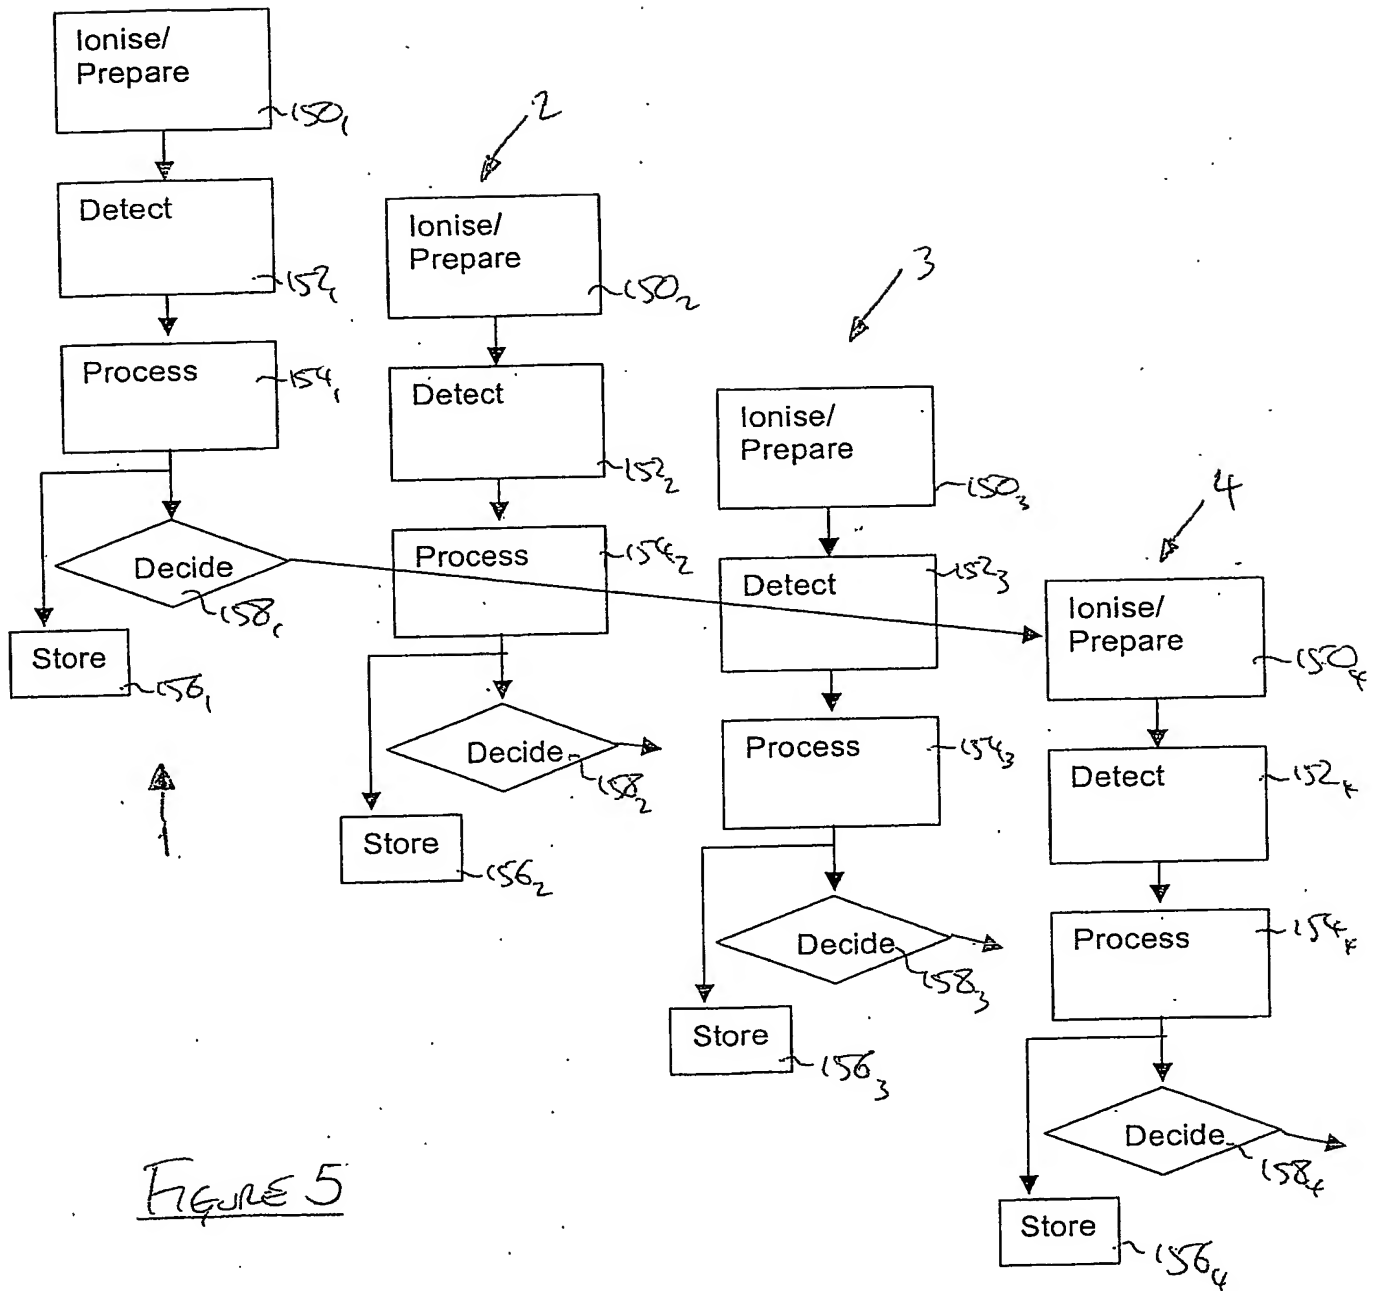 Ionise/
Prepare
150₁
Detect
152₁
Process
154₁
Decide
158₁
Store
156₁
1
2
Ionise/
Prepare
150₂
Detect
152₂
Process
154₂
Decide
158₂
Store
156₂
3
Ionise/
Prepare
150₃
Detect
152₃
Process
154₃
Decide
158₃
Store
156₃
4
Ionise/
Prepare
150₄
Detect
152₄
Process
154₄
Decide
158₄
Store
156₄
FIGURE 5